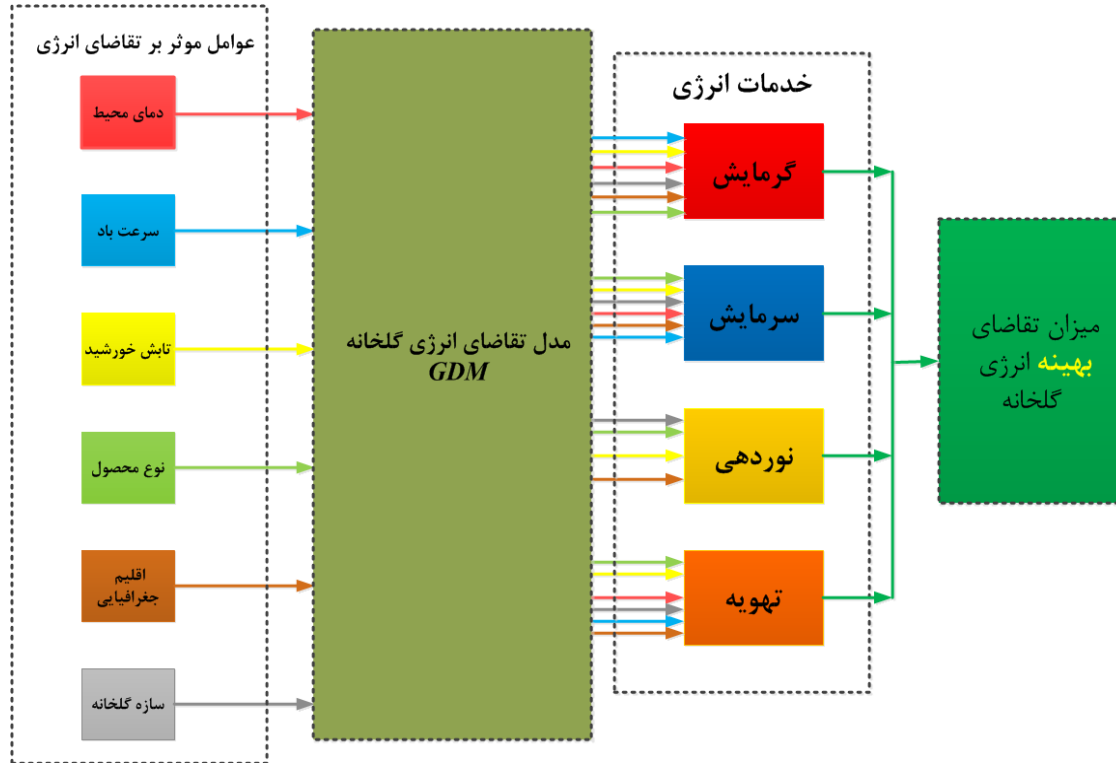 عوامل موثر بر تقاضای انرژی
دمای محیط
سرعت باد
تابش خورشید
نوع محصول
اقلیم
جغرافیایی
سازه گلخانه
مدل تقاضای انرژی گلخانه
GDM
خدمات انرژی
گرمایش
سرمایش
نوردهی
تهویه
میزان تقاضای
بهینه انرژی
گلخانه